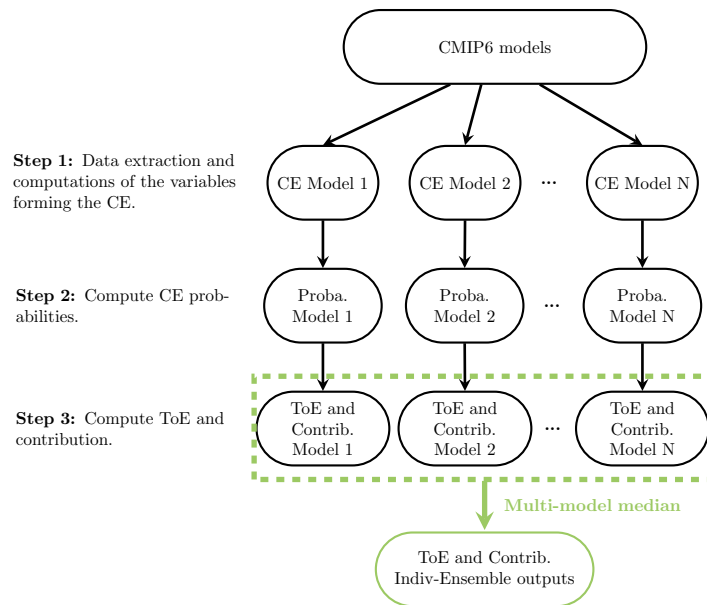 CMIP6 models
Step 1: Data extraction and
computations of the variables
forming the CE.
CE Model 1
CE Model 2
...
CE Model N
Step 2: Compute CE prob-
abilities.
Proba.
Model 1
Proba.
Model 2
...
Proba.
Model N
Step 3: Compute ToE and
contribution.
ToE and
Contrib.
Model 1
ToE and
Contrib.
Model 2
...
ToE and
Contrib.
Model N
Multi-model median
ToE and Contrib.
Indiv-Ensemble outputs